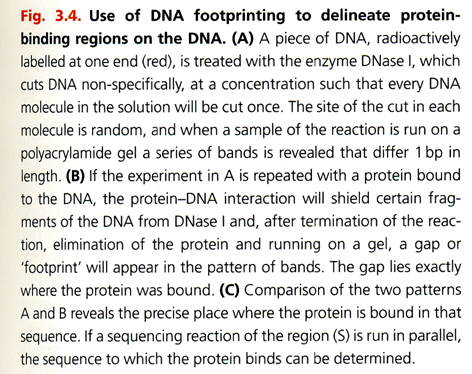 Fig. 3.4. Use of DNA footprinting to delineate protein-
binding regions on the DNA. (A) A piece of DNA, radioactively
labelled at one end (red), is treated with the enzyme DNase I, which
cuts DNA non-specifically, at a concentration such that every DNA
molecule in the solution will be cut once. The site of the cut in each
molecule is random, and when a sample of the reaction is run on a
polyacrylamide gel a series of bands is revealed that differ 1 bp in
length. (B) If the experiment in A is repeated with a protein bound
to the DNA, the protein–DNA interaction will shield certain frag-
ments of the DNA from DNase I and, after termination of the reac-
tion, elimination of the protein and running on a gel, a gap or
‘footprint’ will appear in the pattern of bands. The gap lies exactly
where the protein was bound. (C) Comparison of the two patterns
A and B reveals the precise place where the protein is bound in that
sequence. If a sequencing reaction of the region (S) is run in parallel,
the sequence to which the protein binds can be determined.